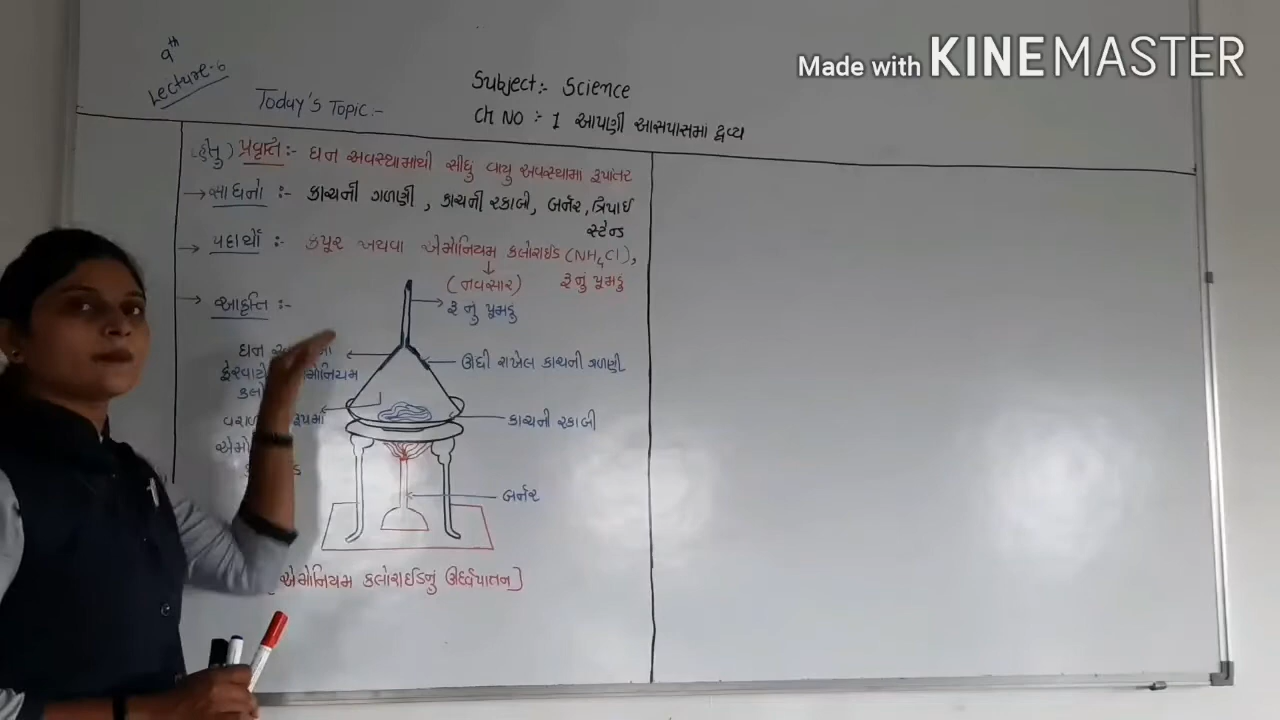 Made with KINEMASTER
9th
Lecture-6
Today's Topic:-
Subject:- Science
Ch NO :- 1 આપણી આસપાસમાં દ્રવ્ય
(હેતુ) પ્રવૃત્તિ:- ઘન અવસ્થામાંથી સીધું વાયુ અવસ્થામા રૂપાંતર
→ સાધનો :- કાચની ગળણી, કાચની રકાબી, બર્નર, ત્રિપાઈ
સ્ટેન્ડ
→ પદાર્થો :- કપૂર અથવા એમોનિયમ ક્લોરાઈડ (NH4Cl),
(નવસાર) રૂનું પૂમડું
→ આકૃત્તિ :-
રૂ નું પૂમડું
ઘન
ઊંધી રાખેલ કાચની ગળણી
ફેરવા
કાચની રકાબી
બર્નર
એમોનિયમ ક્લોરાઈડનું ઊર્ધ્વપાતન]